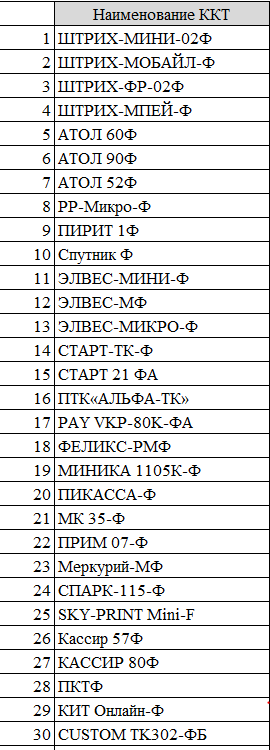 Наименование ККТ
1 ШТРИХ-МИНИ-02Ф
2 ШТРИХ-МОБАЙЛ-Ф
3 ШТРИХ-ФР-02Ф
4 ШТРИХ-МПЕЙ-Ф
5 АТОЛ 60Ф
6 АТОЛ 90Ф
7 АТОЛ 52Ф
8 РР-Микро-Ф
9 ПИРИТ 1Ф
10 Спутник Ф
11 ЭЛВЕС-МИНИ-Ф
12 ЭЛВЕС-МФ
13 ЭЛВЕС-МИКРО-Ф
14 СТАРТ-ТК-Ф
15 СТАРТ 21 ФА
16 ПТК«АЛЬФА-ТК»
17 PAY VKP-80K-ФА
18 ФЕЛИКС-РМФ
19 МИНИКА 1105К-Ф
20 ПИКАССА-Ф
21 МК 35-Ф
22 ПРИМ 07-Ф
23 Меркурий-МФ
24 СПАРК-115-Ф
25 SKY-PRINT Mini-F
26 Кассир 57Ф
27 КАССИР 80Ф
28 ПКТФ
29 КИТ Онлайн-Ф
30 CUSTOM TK302-ФБ